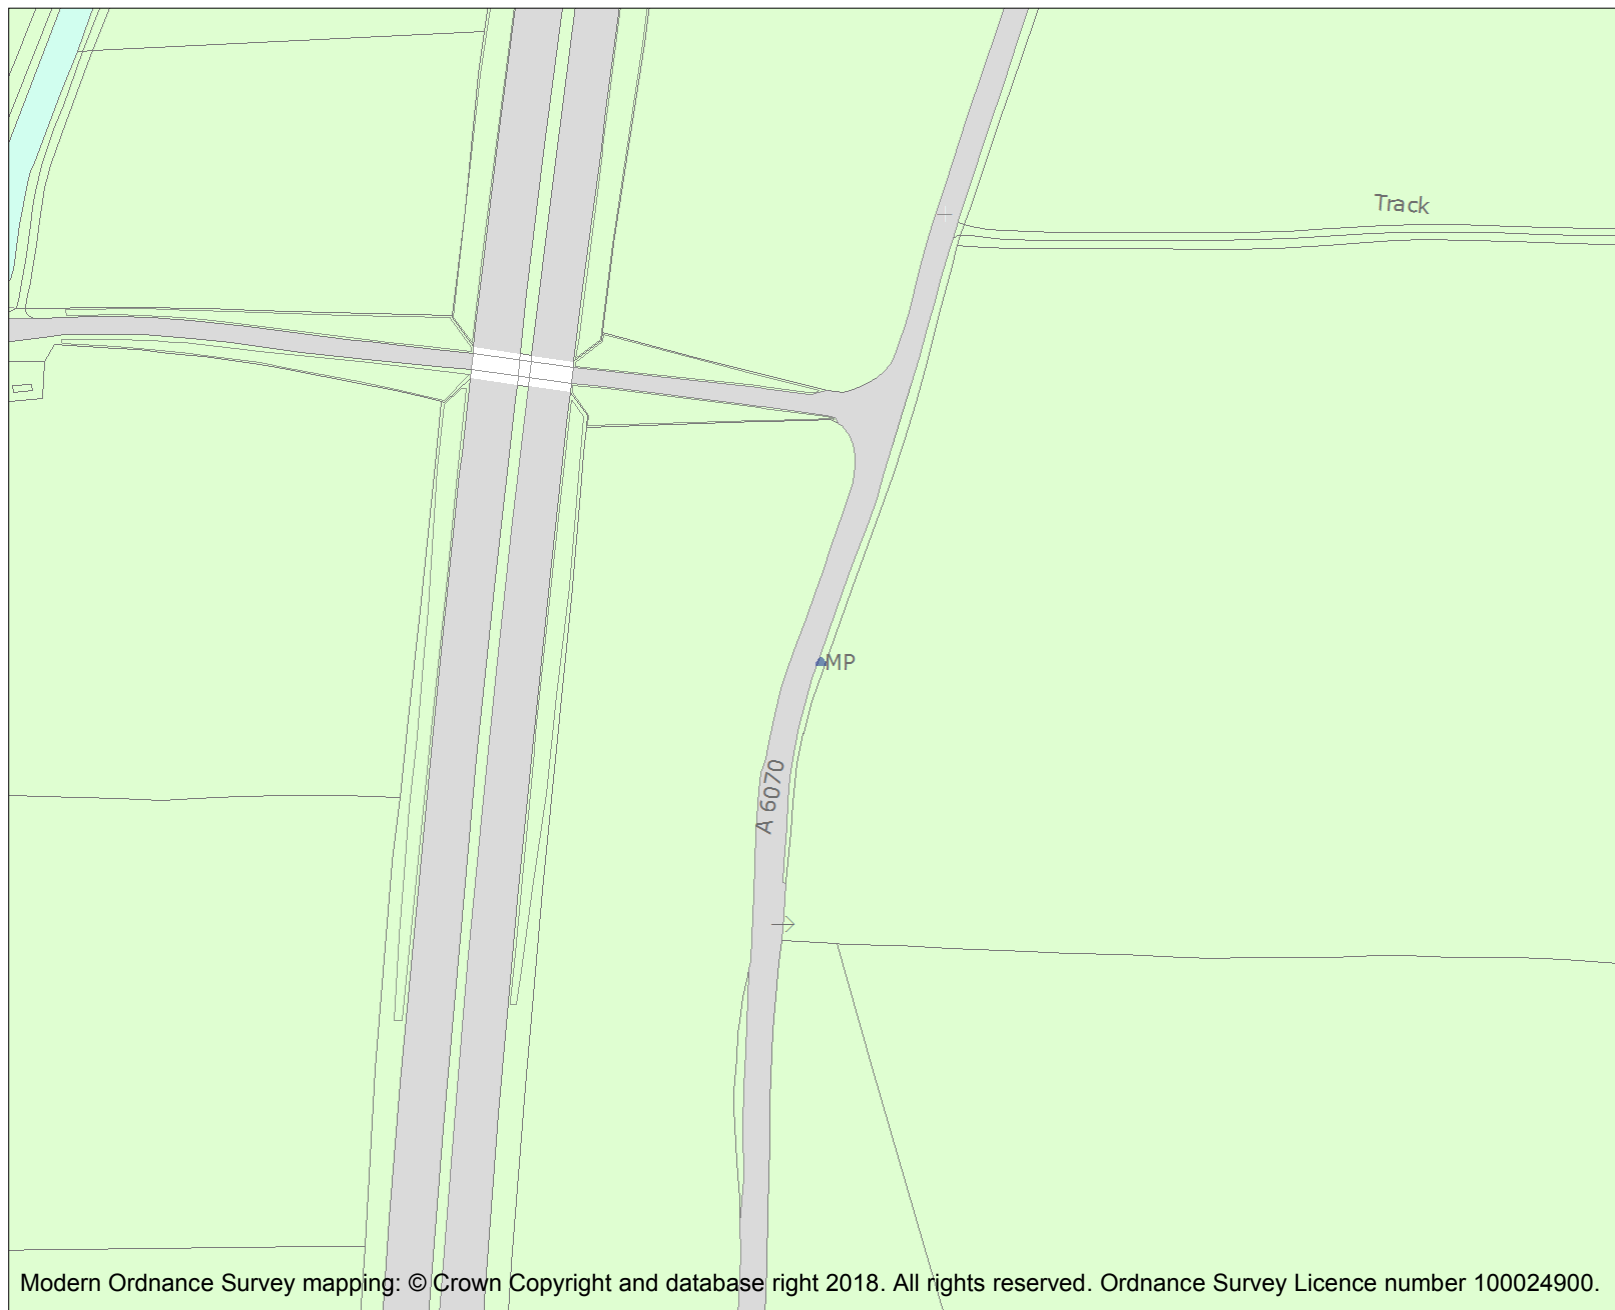 Track
MP
A 6070
Modern Ordnance Survey mapping: © Crown Copyright and database right 2018. All rights reserved. Ordnance Survey Licence number 100024900.